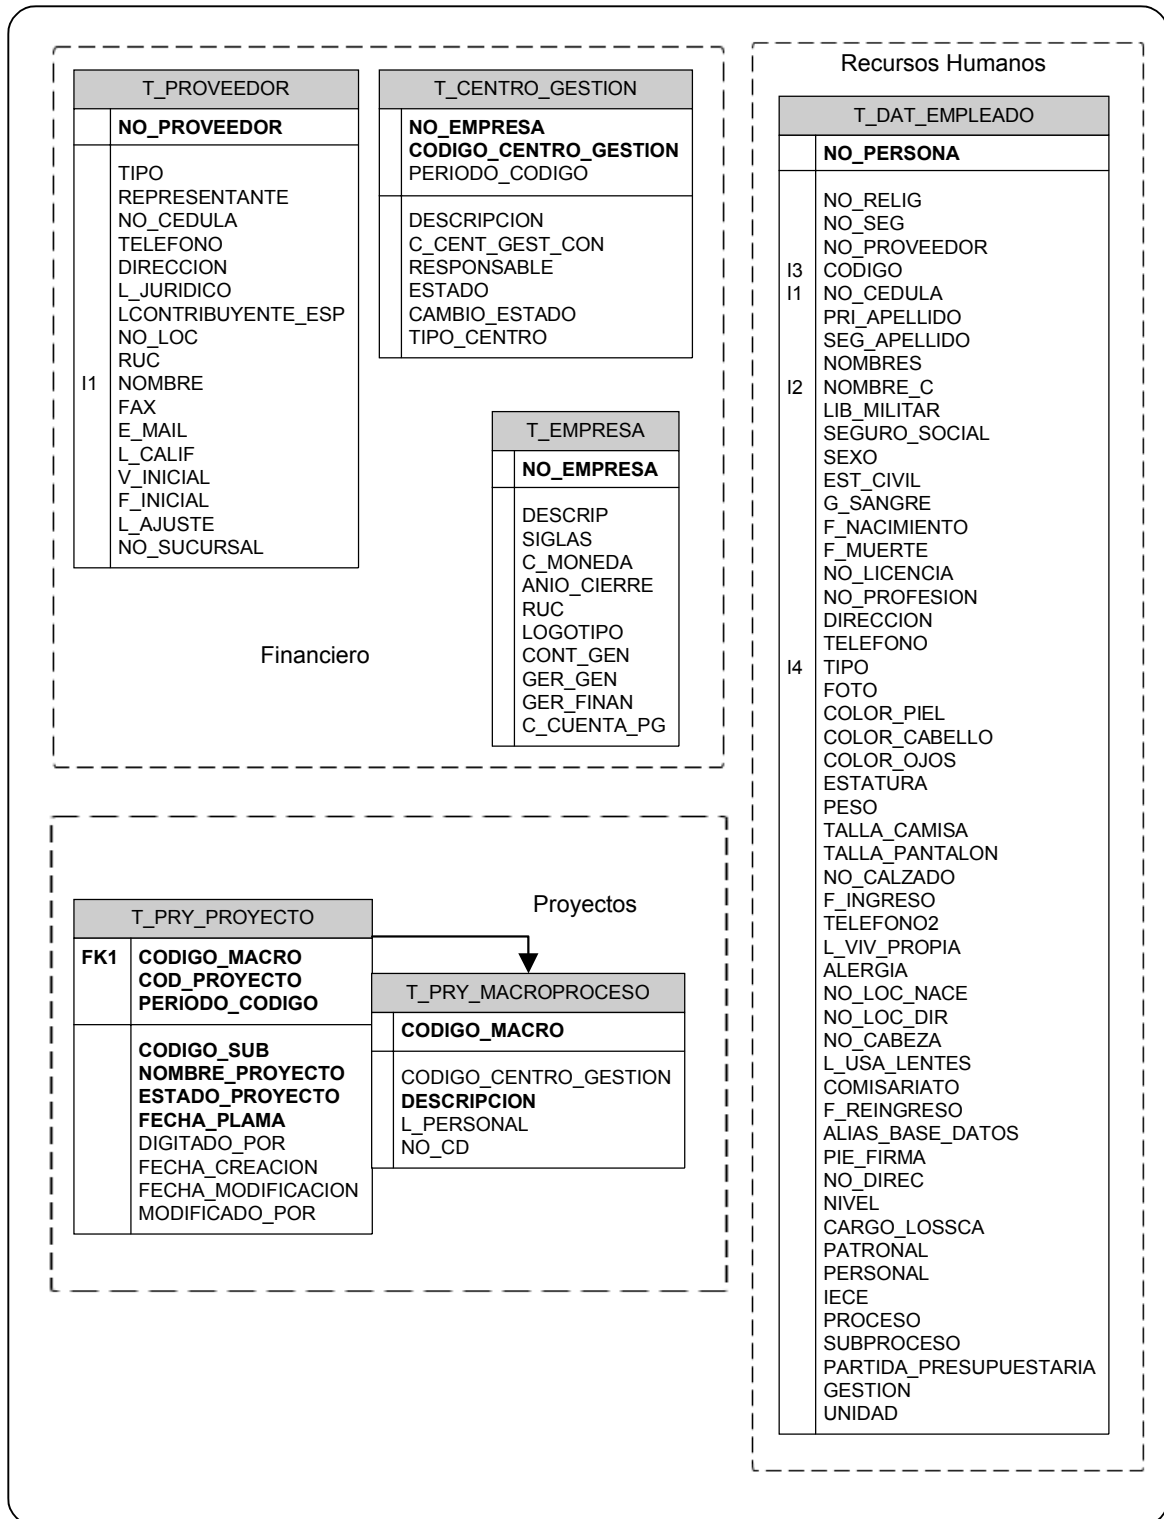 T_PROVEEDOR
NO_PROVEEDOR
TIPO
REPRESENTANTE
NO_CEDULA
TELEFONO
DIRECCION
L_JURIDICO
LCONTRIBUYENTE_ESP
NO_LOC
RUC
I1 NOMBRE
FAX
E_MAIL
L_CALIF
V_INICIAL
F_INICIAL
L_AJUSTE
NO_SUCURSAL
T_CENTRO_GESTION
NO_EMPRESA
CODIGO_CENTRO_GESTION
PERIODO_CODIGO
DESCRIPCION
C_CENT_GEST_CON
RESPONSABLE
ESTADO
CAMBIO_ESTADO
TIPO_CENTRO
T_EMPRESA
NO_EMPRESA
DESCRIP
SIGLAS
C_MONEDA
ANIO_CIERRE
RUC
LOGOTIPO
CONT_GEN
GER_GEN
GER_FINAN
C_CUENTA_PG
Financiero
Proyectos
T_PRY_PROYECTO
FK1 CODIGO_MACRO
COD_PROYECTO
PERIODO_CODIGO
CODIGO_SUB
NOMBRE_PROYECTO
ESTADO_PROYECTO
FECHA_PLAMA
DIGITADO_POR
FECHA_CREACION
FECHA_MODIFICACION
MODIFICADO_POR
T_PRY_MACROPROCESO
CODIGO_MACRO
CODIGO_CENTRO_GESTION
DESCRIPCION
L_PERSONAL
NO_CD
Recursos Humanos
T_DAT_EMPLEADO
NO_PERSONA
NO_RELIG
NO_SEG
NO_PROVEEDOR
I3 CODIGO
I1 NO_CEDULA
PRI_APELLIDO
SEG_APELLIDO
NOMBRES
I2 NOMBRE_C
LIB_MILITAR
SEGURO_SOCIAL
SEXO
EST_CIVIL
G_SANGRE
F_NACIMIENTO
F_MUERTE
NO_LICENCIA
NO_PROFESION
DIRECCION
TELEFONO
I4 TIPO
FOTO
COLOR_PIEL
COLOR_CABELLO
COLOR_OJOS
ESTATURA
PESO
TALLA_CAMISA
TALLA_PANTALON
NO_CALZADO
F_INGRESO
TELEFONO2
L_VIV_PROPIA
ALERGIA
NO_LOC_NACE
NO_LOC_DIR
NO_CABEZA
L_USA_LENTES
COMISARIATO
F_REINGRESO
ALIAS_BASE_DATOS
PIE_FIRMA
NO_DIREC
NIVEL
CARGO_LOSSCA
PATRONAL
PERSONAL
IECE
PROCESO
SUBPROCESO
PARTIDA_PRESUPUESTARIA
GESTION
UNIDAD